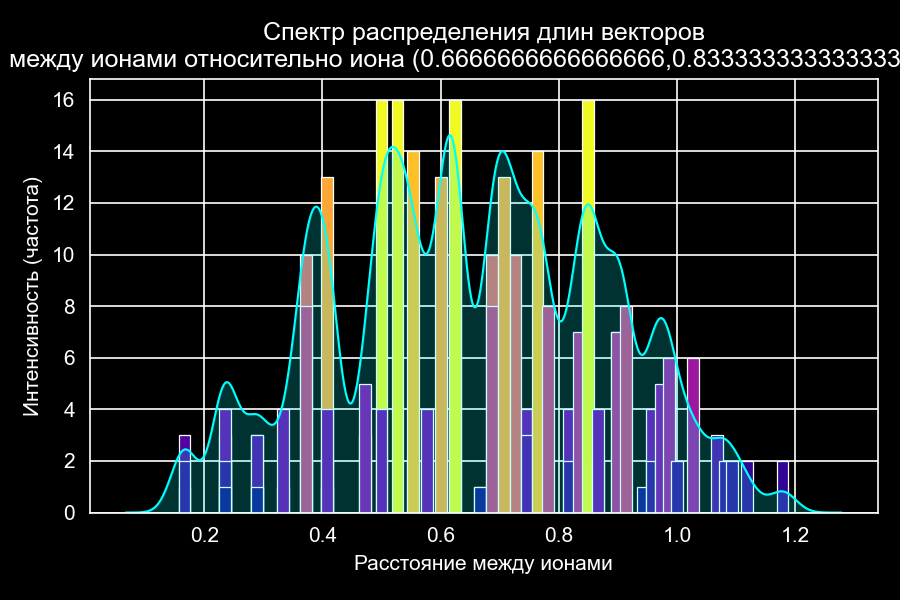 Спектр распределения длин векторов
между ионами относительно иона (0.6666666666666666,0.833333333333333
Интенсивность (частота)
16
14
12
10
8
6
4
2
0
0.2 0.4 0.6 0.8 1.0 1.2
Расстояние между ионами